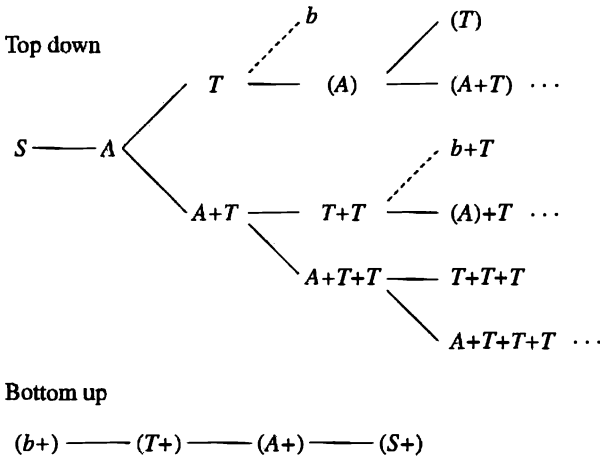 b (T)
Top down
T (A) (A+T) ···
S A
b+T
A+T T+T (A)+T ···
A+T+T T+T+T
A+T+T+T ···
Bottom up
(b+) (T+) (A+) (S+)